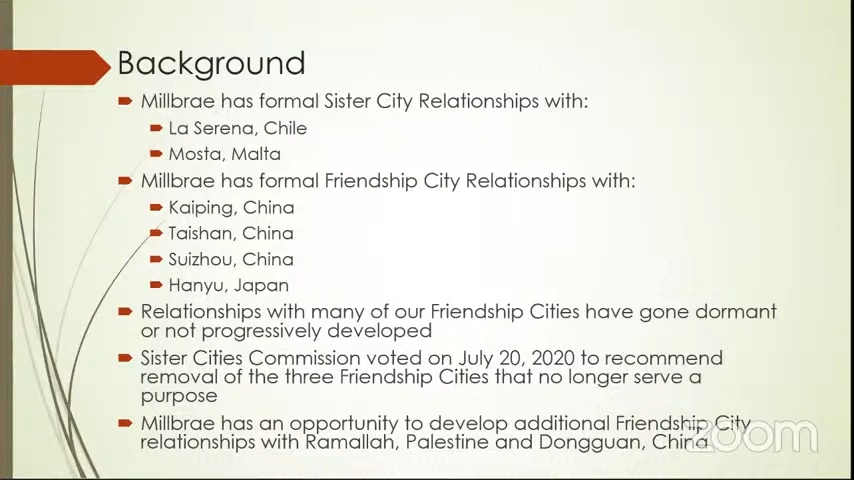 Background
Millbrae has formal Sister City Relationships with:
La Serena, Chile
Mosta, Malta
Millbrae has formal Friendship City Relationships with:
Kaiping, China
Taishan, China
Suizhou, China
Hanyu, Japan
Relationships with many of our Friendship Cities have gone dormant
or not progressively developed
Sister Cities Commission voted on July 20, 2020 to recommend
removal of the three Friendship Cities that no longer serve a
purpose
Millbrae has an opportunity to develop additional Friendship City
relationships with Ramallah, Palestine and Dongguan, China
zoom